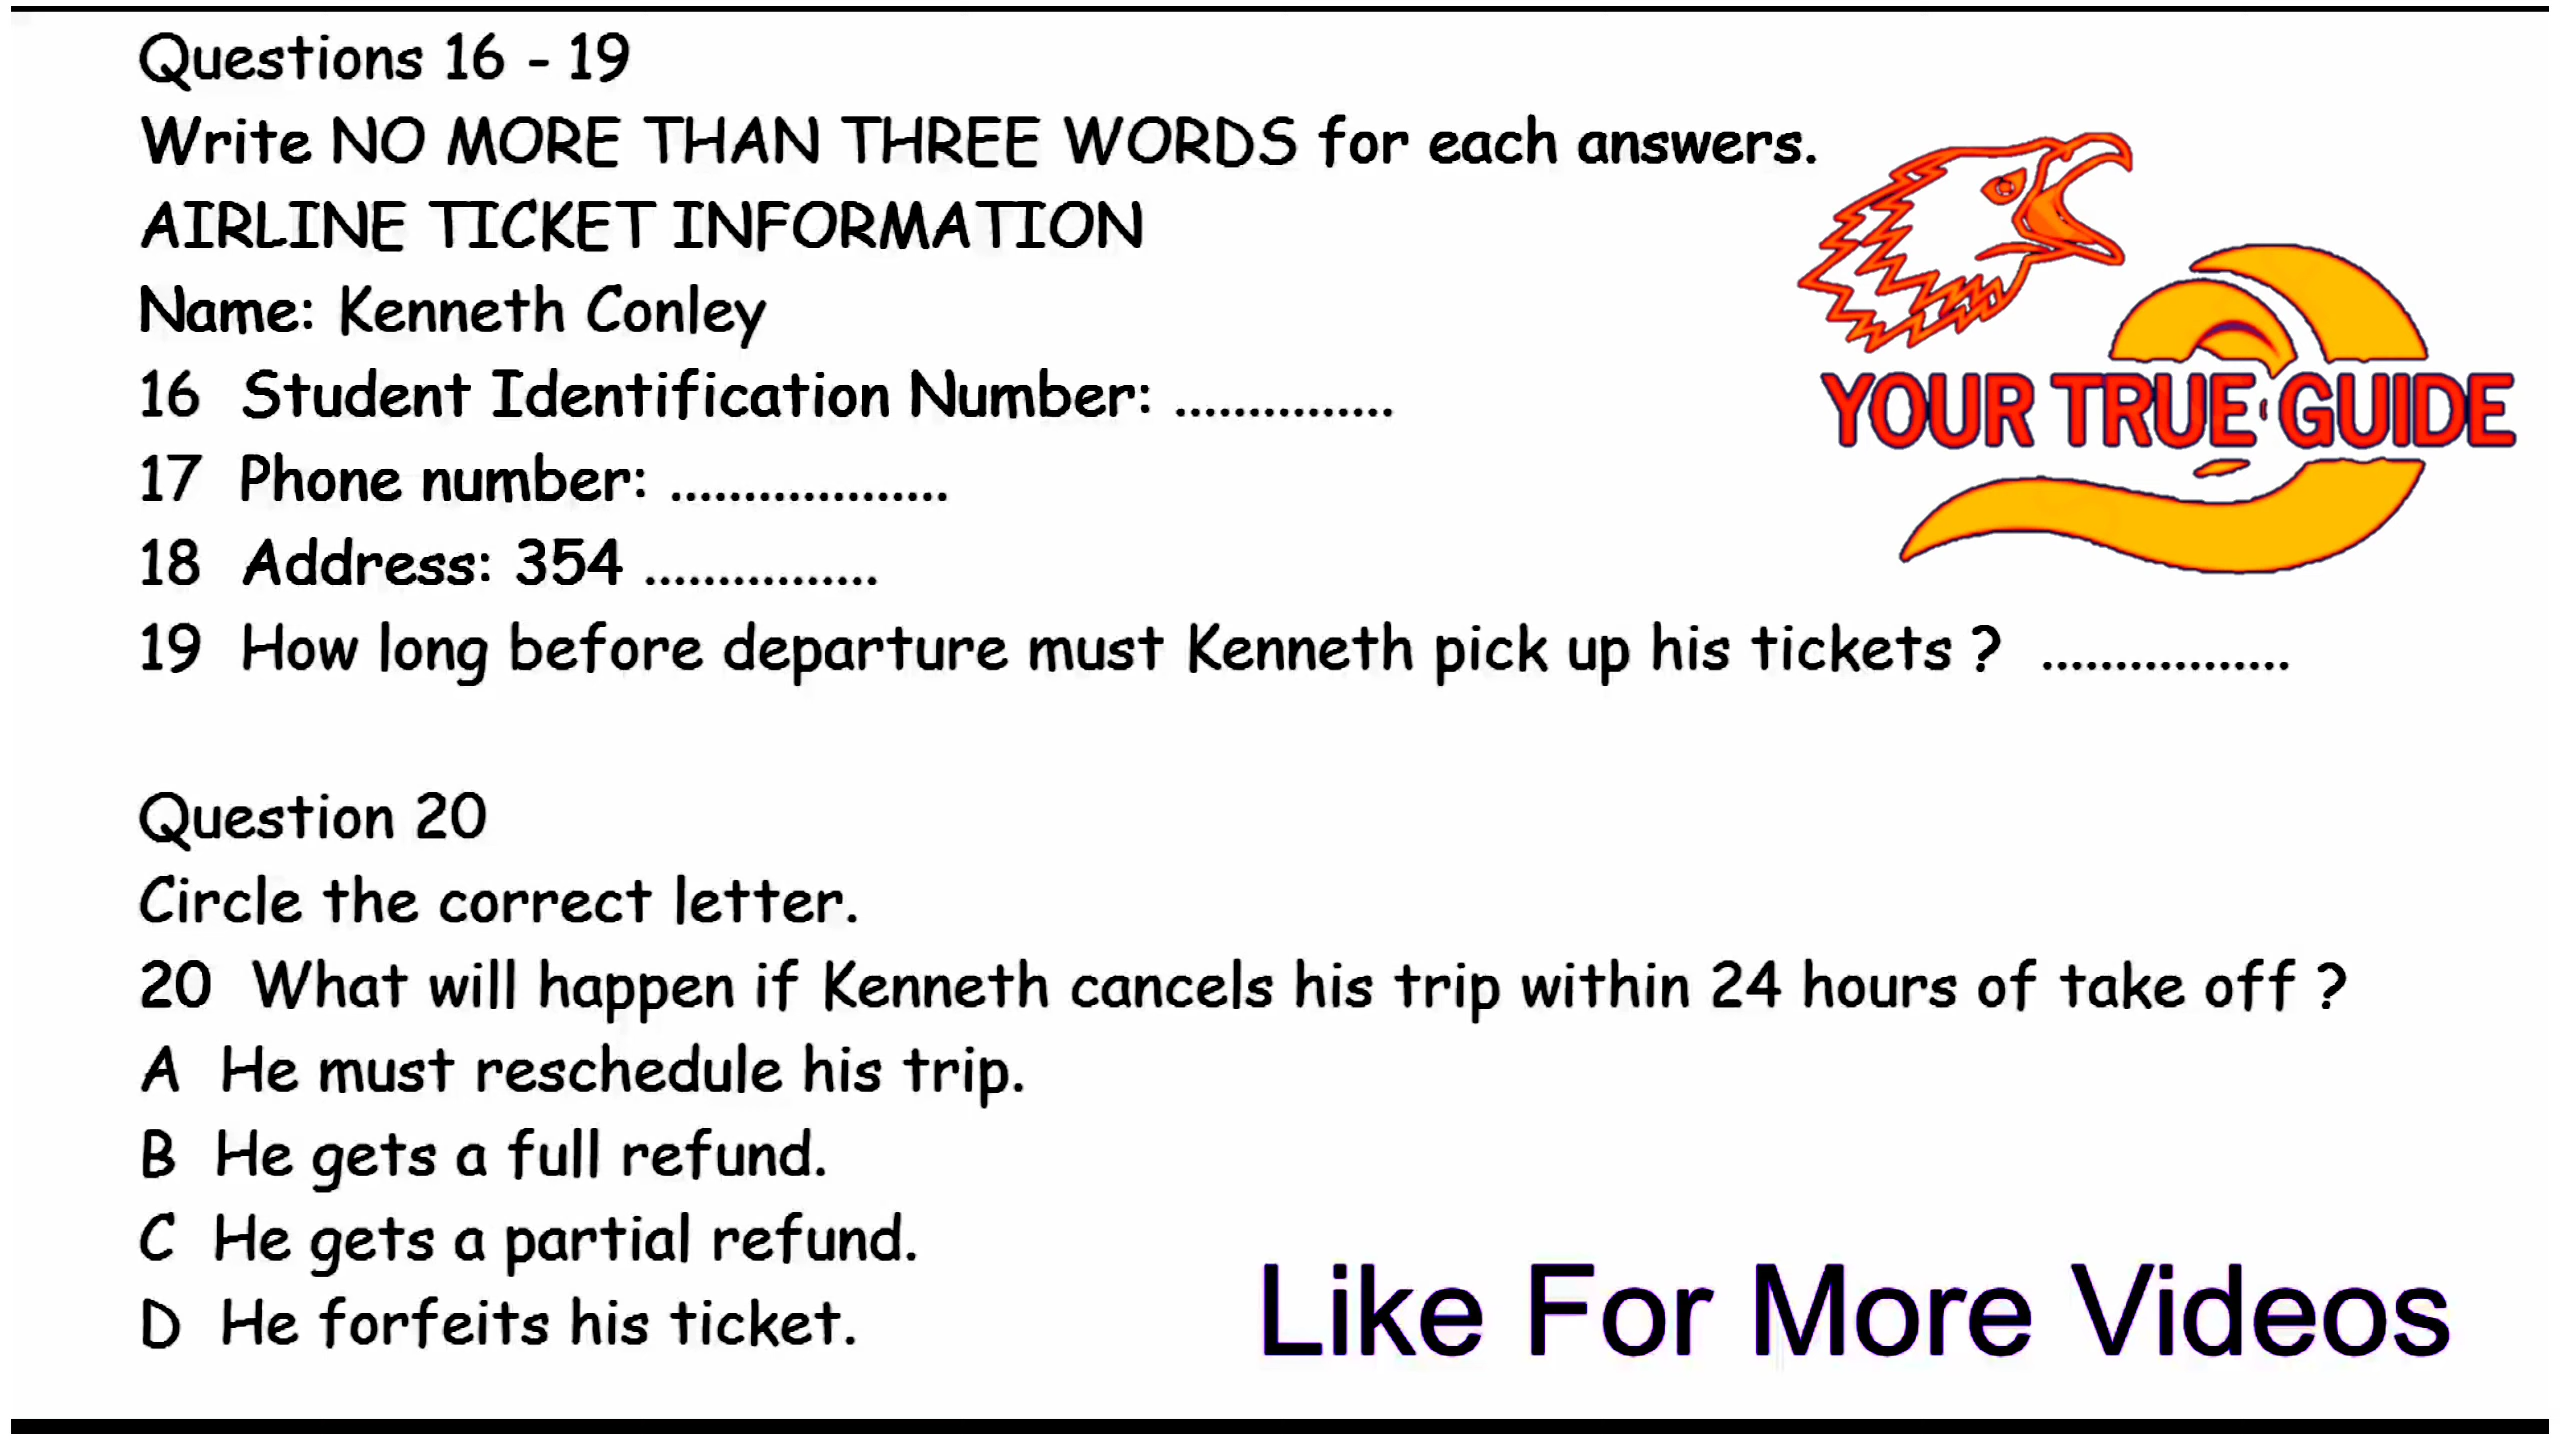 Questions 16 - 19
Write NO MORE THAN THREE WORDS for each answers.
AIRLINE TICKET INFORMATION
Name: Kenneth Conley
16 Student Identification Number: ...............
17 Phone number: ...................
18 Address: 354 ................
19 How long before departure must Kenneth pick up his tickets ? .................
YOUR TRUE GUIDE
Question 20
Circle the correct letter.
20 What will happen if Kenneth cancels his trip within 24 hours of take off ?
A He must reschedule his trip.
B He gets a full refund.
C He gets a partial refund.
D He forfeits his ticket.
Like For More Videos